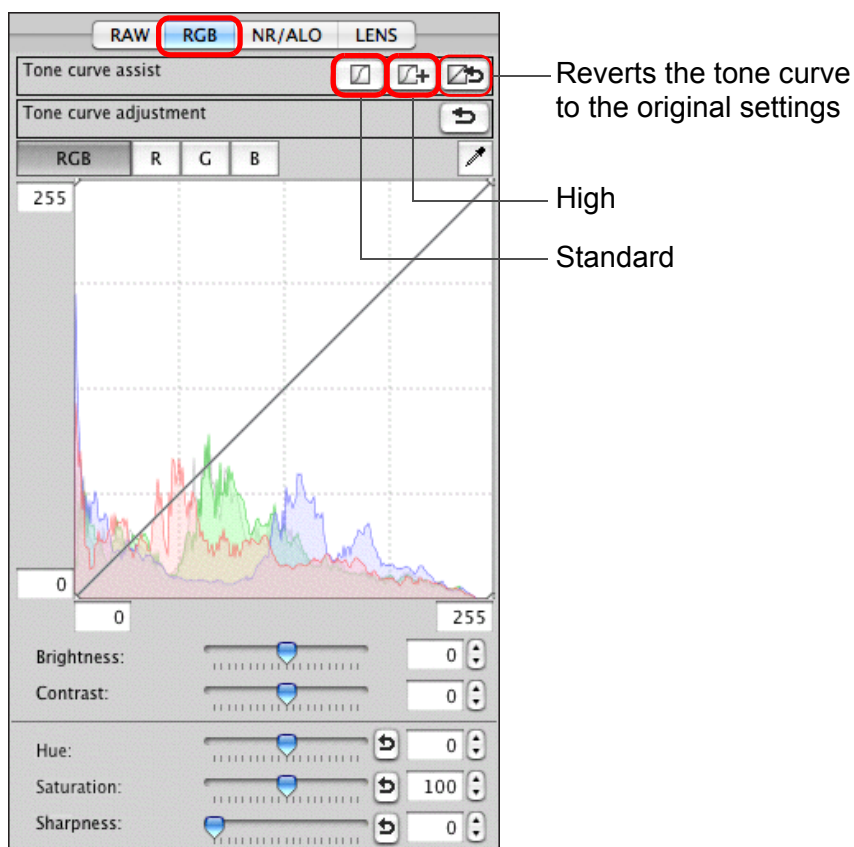 RAW RGB NR/ALO LENS
Tone curve assist
Reverts the tone curve
to the original settings
Tone curve adjustment
RGB R G B
255
High
Standard
0
0 255
Brightness: 0
Contrast: 0
Hue: 0
Saturation: 100
Sharpness: 0